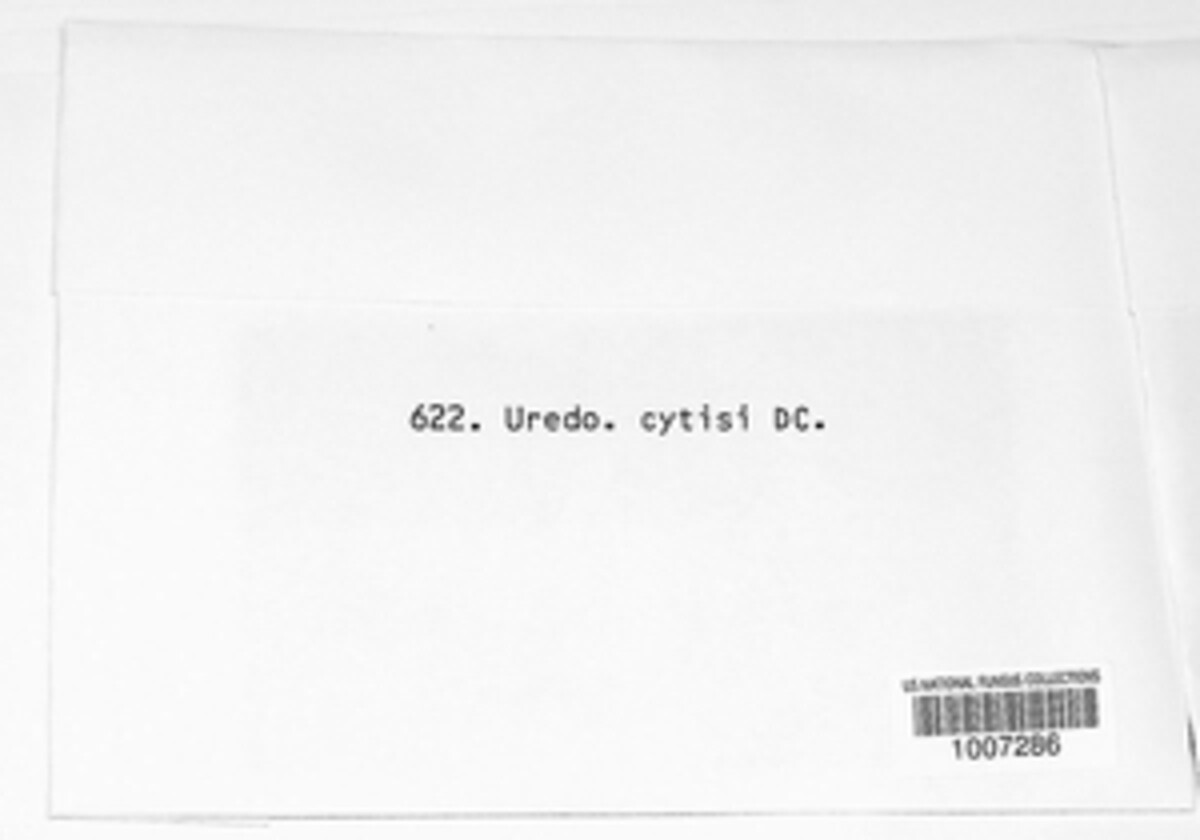 622. Uredo. cytisi DC.
US NATIONAL FUNGUS COLLECTIONS
1007286